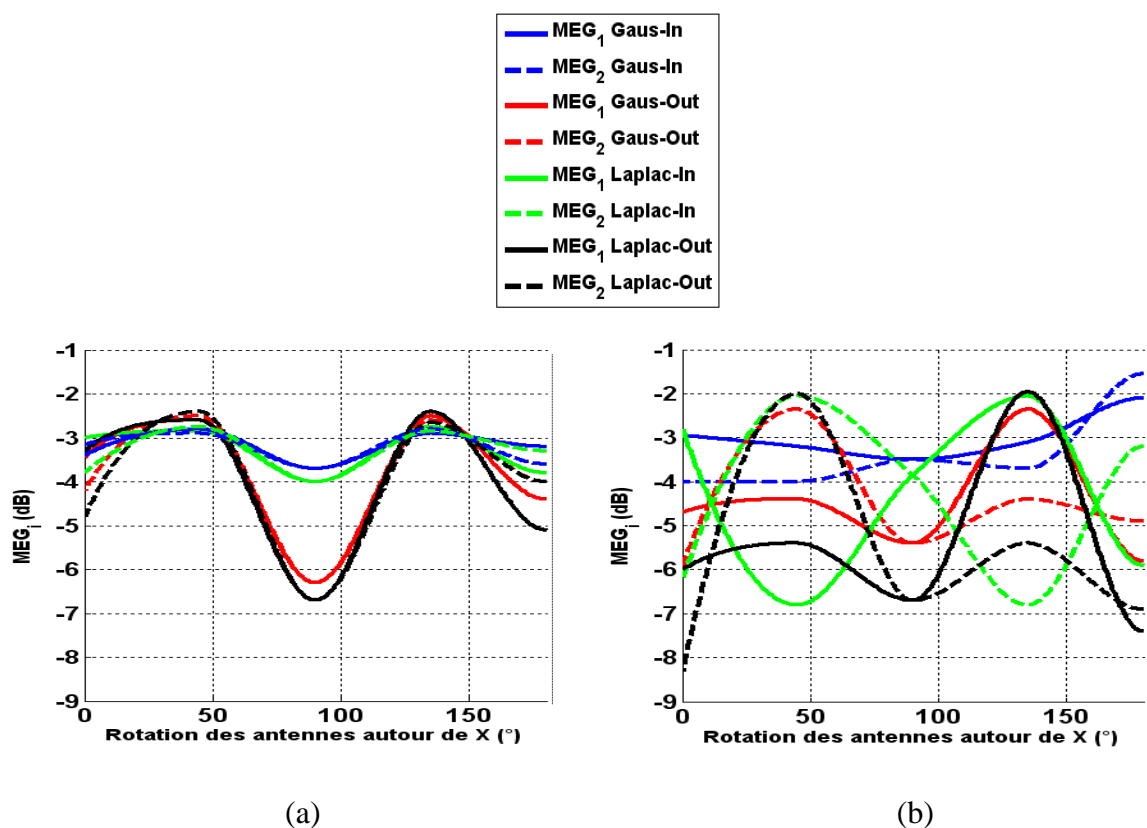 MEG1 Gaus-In
MEG2 Gaus-In
MEG1 Gaus-Out
MEG2 Gaus-Out
MEG1 Laplac-In
MEG2 Laplac-In
MEG1 Laplac-Out
MEG2 Laplac-Out
-1
-2
-3
-4
-5
-6
-7
-8
-9
MEGi (dB)
0
50
100
150
Rotation des antennes autour de X (°)
(a)
-1
-2
-3
-4
-5
-6
-7
-8
-9
MEGi (dB)
0
50
100
150
Rotation des antennes autour de X (°)
(b)